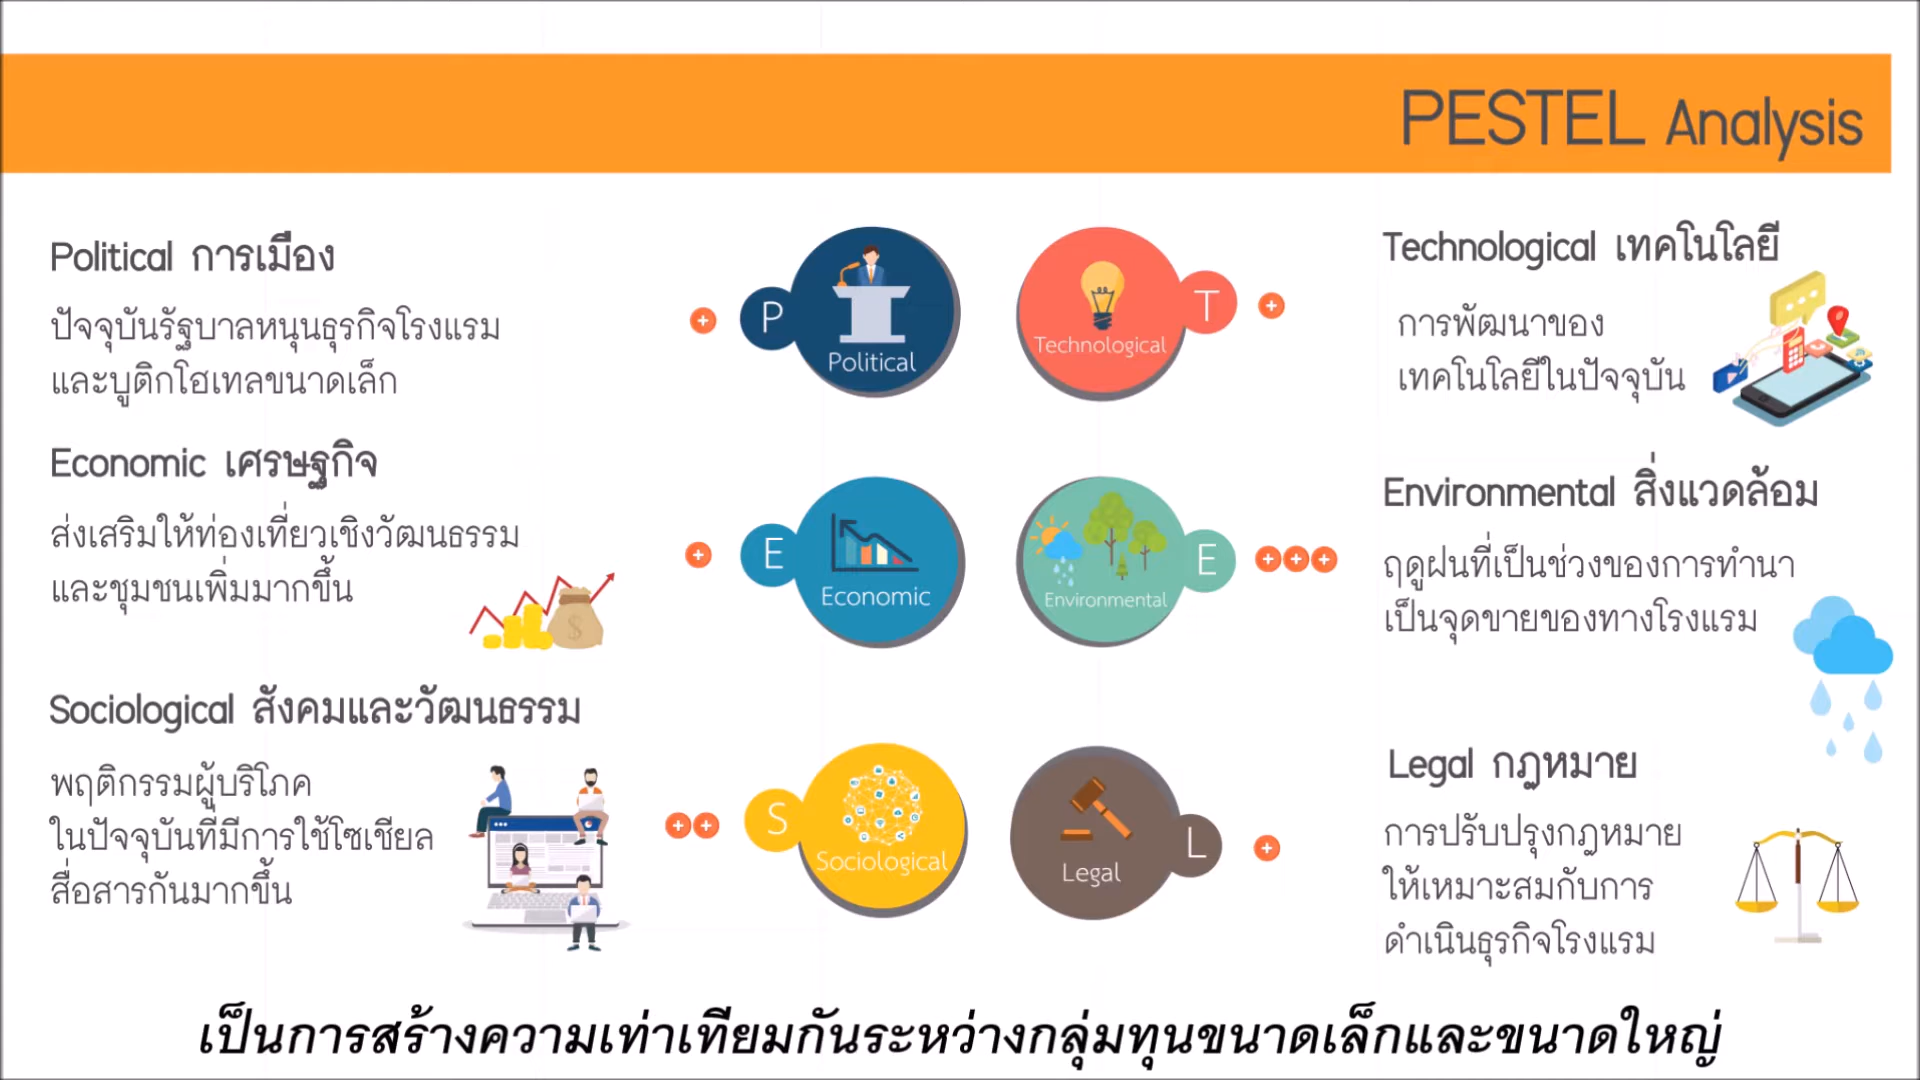 PESTEL Analysis
Political การเมือง
ปัจจุบันรัฐบาลหนุนธุรกิจโรงแรม
และบูติกโฮเทลขนาดเล็ก
Economic เศรษฐกิจ
ส่งเสริมให้ท่องเที่ยวเชิงวัฒนธรรม
และชุมชนเพิ่มมากขึ้น
Sociological สังคมและวัฒนธรรม
พฤติกรรมผู้บริโภค
ในปัจจุบันที่มีการใช้โซเชียล
สื่อสารกันมากขึ้น
P
Political
E
Economic
S
Sociological
T
Technological
E
Environmental
L
Legal
Technological เทคโนโลยี
การพัฒนาของ
เทคโนโลยีในปัจจุบัน
Environmental สิ่งแวดล้อม
ฤดูฝนที่เป็นช่วงของการทำนา
เป็นจุดขายของทางโรงแรม
Legal กฎหมาย
การปรับปรุงกฎหมาย
ให้เหมาะสมกับการ
ดำเนินธุรกิจโรงแรม
เป็นการสร้างความเท่าเทียมกันระหว่างกลุ่มทุนขนาดเล็กและขนาดใหญ่